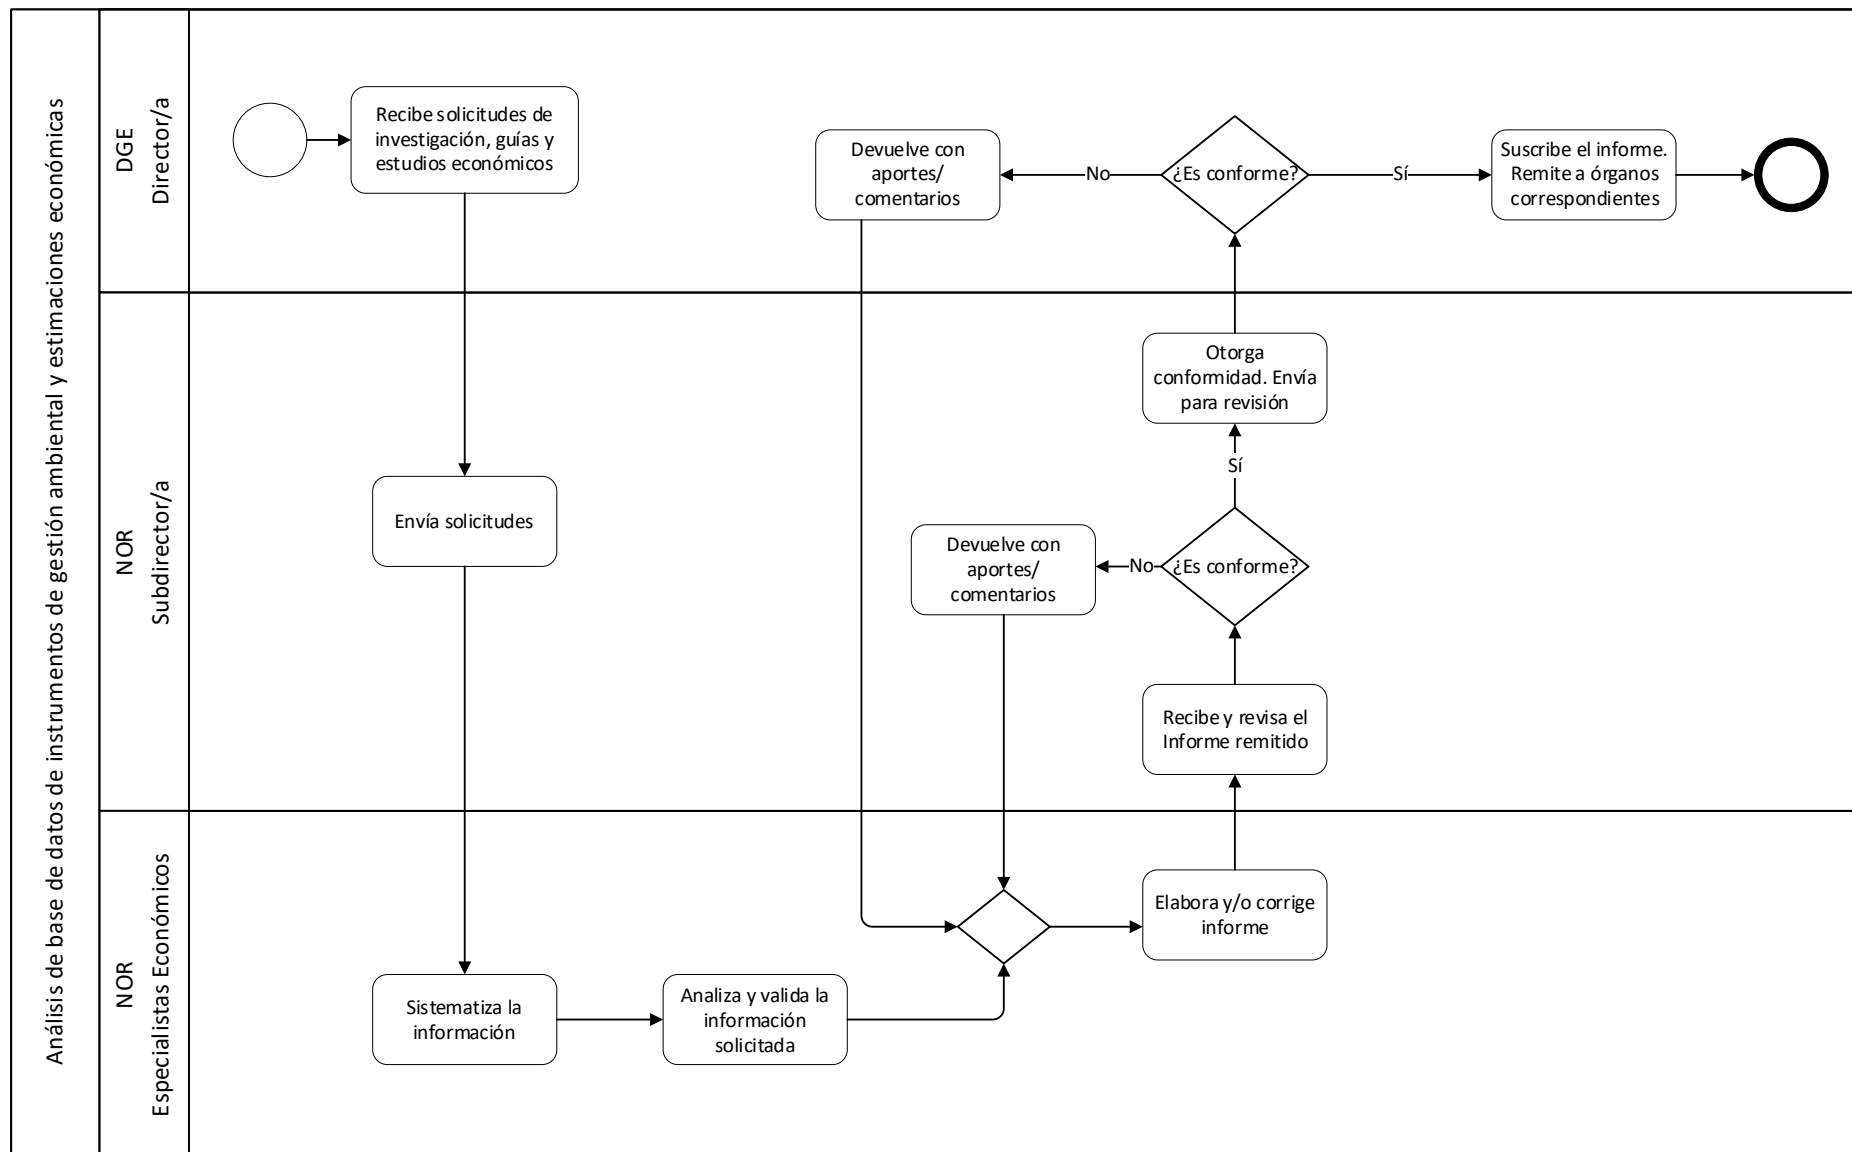 Análisis de base de datos de instrumentos de gestión ambiental y estimaciones económicas
DGE
Director/a
Recibe solicitudes de
investigación, guías y
estudios económicos
Devuelve con
aportes/
comentarios
No
¿Es conforme?
Sí
Suscribe el informe.
Remite a órganos
correspondientes
NOR
Subdirector/a
Envía solicitudes
Otorga
conformidad. Envía
para revisión
Sí
Devuelve con
aportes/
comentarios
No
¿Es conforme?
Recibe y revisa el
Informe remitido
NOR
Especialistas Económicos
Sistematiza la
información
Analiza y valida la
información
solicitada
Elabora y/o corrige
informe